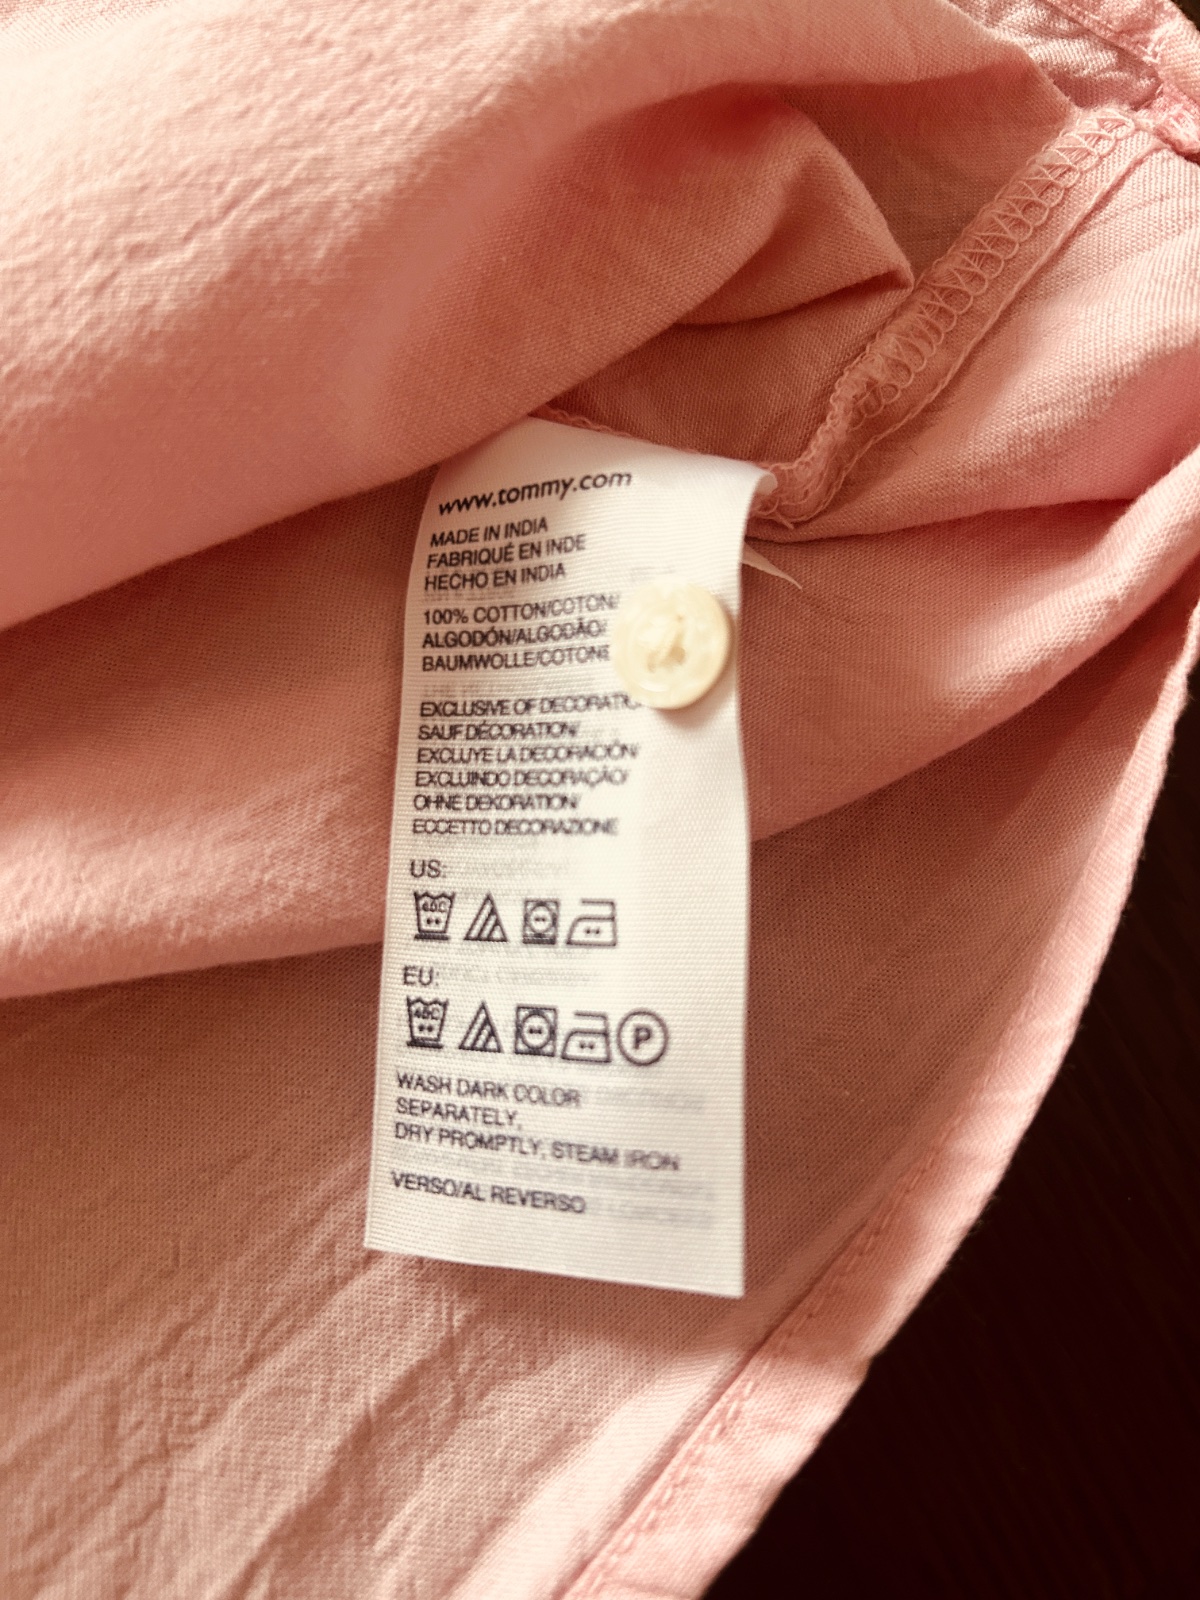 www.tommy.com
MADE IN INDIA
FABRIQUÉ EN INDE
HECHO EN INDIA
100% COTTON/COTON/
ALGODÓN/ALGODÃO/
BAUMWOLLE/COTONE
EXCLUSIVE OF
SAUF DÉCORATION/
EXCLUYE LA DECORACIÓN/
EXCLUINDO DECORAÇÃO/
OHNE DEKORATION/
ECCETTO DECORAZIONE
US:
40C
EU:
40C
P
WASH DARK COLOR
SEPARATELY,
DRY PROMPTLY, STEAM IRON
VERSO/AL REVERSO